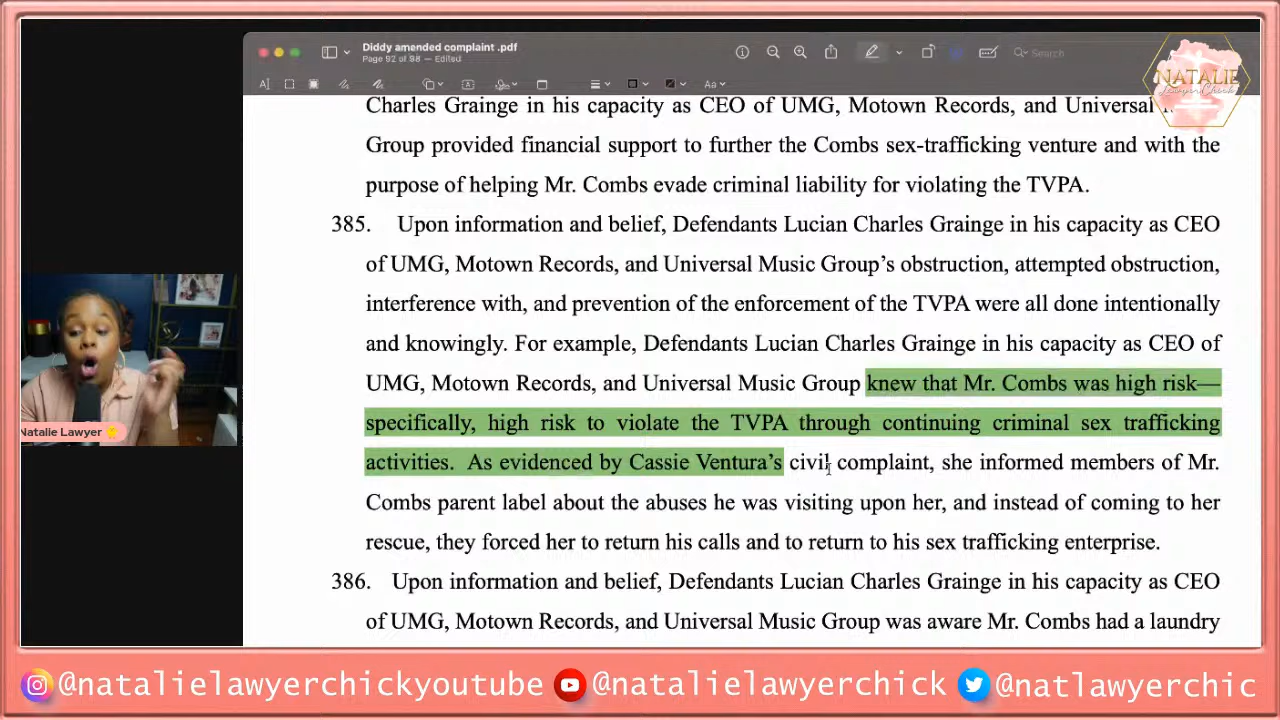 Diddy amended complaint .pdf
Page 92 of 98 — Edited
Search
NATALIE
LawyerChick
Charles Grainge in his capacity as CEO of UMG, Motown Records, and Universal
Group provided financial support to further the Combs sex-trafficking venture and with the
purpose of helping Mr. Combs evade criminal liability for violating the TVPA.
385. Upon information and belief, Defendants Lucian Charles Grainge in his capacity as CEO
of UMG, Motown Records, and Universal Music Group’s obstruction, attempted obstruction,
interference with, and prevention of the enforcement of the TVPA were all done intentionally
and knowingly. For example, Defendants Lucian Charles Grainge in his capacity as CEO of
UMG, Motown Records, and Universal Music Group knew that Mr. Combs was high risk—
specifically, high risk to violate the TVPA through continuing criminal sex trafficking
activities. As evidenced by Cassie Ventura’s civil complaint, she informed members of Mr.
Combs parent label about the abuses he was visiting upon her, and instead of coming to her
rescue, they forced her to return his calls and to return to his sex trafficking enterprise.
386. Upon information and belief, Defendants Lucian Charles Grainge in his capacity as CEO
of UMG, Motown Records, and Universal Music Group was aware Mr. Combs had a laundry
Natalie Lawyer
@natalielawyerchickyoutube @natalielawyerchick @natlawyerchic